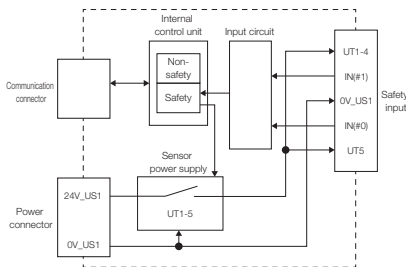 Internal
control unit
Input circuit
Non-
safety
Safety
Communication
connector
UT1-4
IN(#1)
0V_US1
IN(#0)
UT5
Safety
input
Sensor
power supply
24V_US1
UT1-5
Power
connector
0V_US1